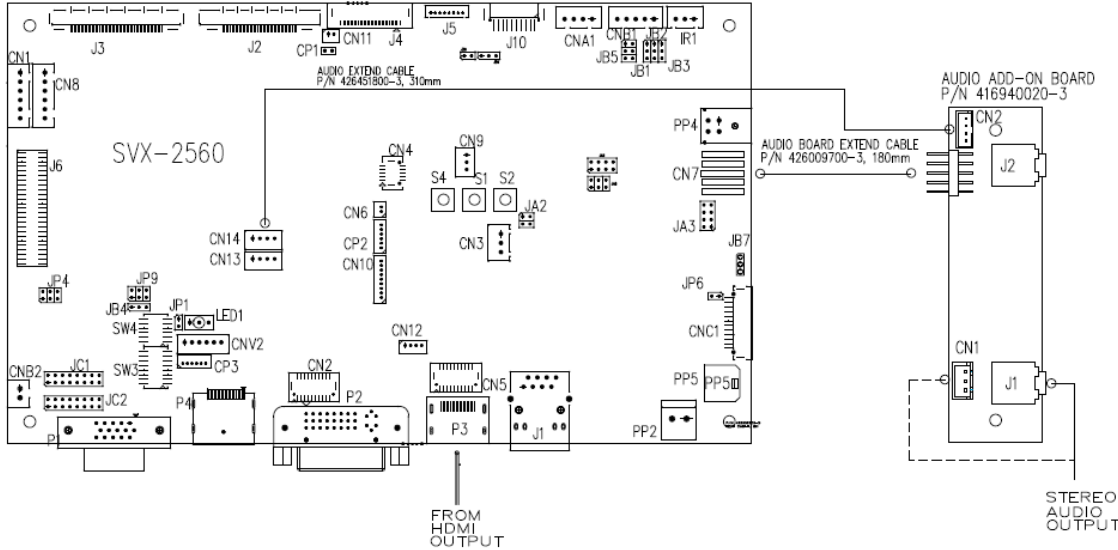 J3
J2
CN11
J4
J5
J10
CNA1
CNB1
JB2
IR1
CP1
JB5
JB1
JB3
CN1
CN8
AUDIO EXTEND CABLE
P/N 426451800-3, 310mm
AUDIO ADD-ON BOARD
P/N 416940020-3
CN2
PP4
AUDIO BOARD EXTEND CABLE
P/N 426009700-3, 180mm
SVX-2560
J6
CN4
CN9
CN7
J2
S4
S1
S2
CN6
JA2
JA3
CN14
CP2
CN3
CN13
CN10
JB7
JP4
JP9
JP6
JB4
JP1
LED1
SW4
CNV2
CN12
CNC1
CN1
CNB2
JC1
SW3
CP3
CN2
CN5
PP5
PP5
J1
JC2
P4
P2
P1
P3
J1
PP2
FROM
HDMI
OUTPUT
STEREO
AUDIO
OUTPUT